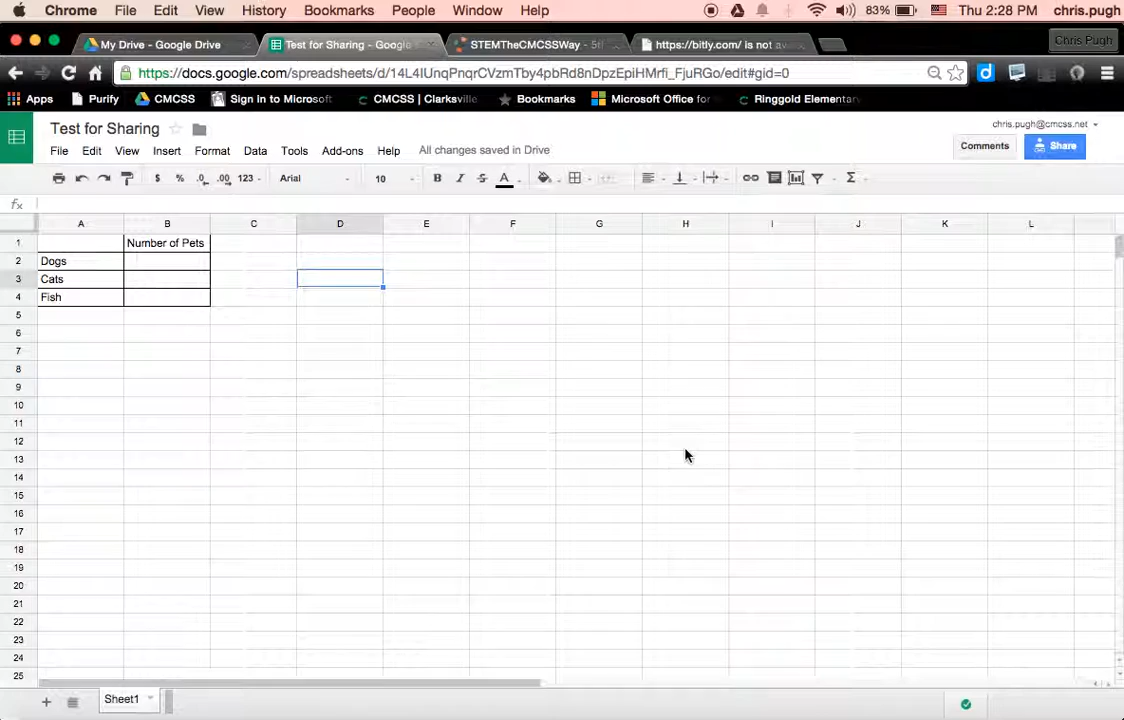 Chrome File Edit View History Bookmarks People Window Help 83% Thu 2:28 PM chris.pugh
My Drive - Google Drive Test for Sharing - Google STEMTheCMCSSWay - 5th https://bitly.com/ is not av Chris Pugh
https://docs.google.com/spreadsheets/d/14L4IUnqPnqrCVzmTby4pbRd8nDpzEpiHMrfi_FjuRGo/edit#gid=0
Apps Purify CMCSS Sign In to Microsoft CMCSS | Clarksville Bookmarks Microsoft Office for Ringgold Elementar
Test for Sharing chris.pugh@cmcss.net
File Edit View Insert Format Data Tools Add-ons Help All changes saved in Drive Comments Share
$ % .0 .00 123 Arial 10 B I S A Σ
fx
A B C D E F G H I J K L
1 Number of Pets
2 Dogs
3 Cats
4 Fish
5
6
7
8
9
10
11
12
13
14
15
16
17
18
19
20
21
22
23
24
25
+ Sheet1